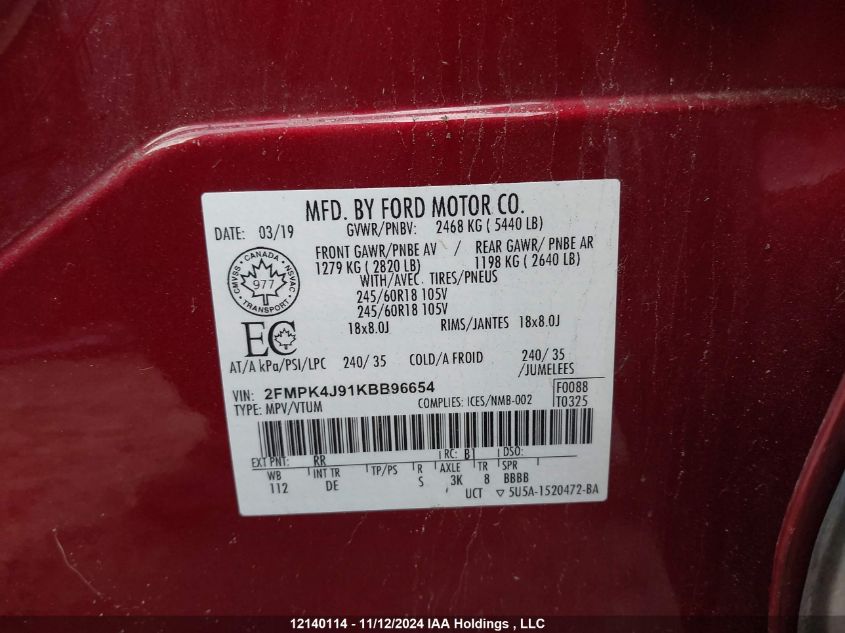 MFD. BY FORD MOTOR CO.
DATE: 03/19 GVWR/PNBV: 2468 KG ( 5440 LB)
FRONT GAWR/PNBE AV / REAR GAWR/ PNBE AR
1279 KG ( 2820 LB) 1198 KG ( 2640 LB)
WITH/AVEC. TIRES/PNEUS
245/60R18 105V
245/60R18 105V
18x8.0J RIMS/JANTES 18x8.0J
CANADA
CMVSS 977 NSVAC
TRANSPORT
EC
AT/A kPa/PSI/LPC 240/ 35 COLD/A FROID 240/ 35
/JUMELEES
VIN: 2FMPK4J91KBB96654 F0088
TYPE: MPV/VTUM COMPLIES: ICES/NMB-002 T0325
EXT PNT: RR RC: B DSO:
WB INT TR TP/PS R AXLE TR SPR
112 DE S 3K 8 BBBB
UCT ▽ 5U5A-1520472-BA
12140114 - 11/12/2024 IAA Holdings , LLC